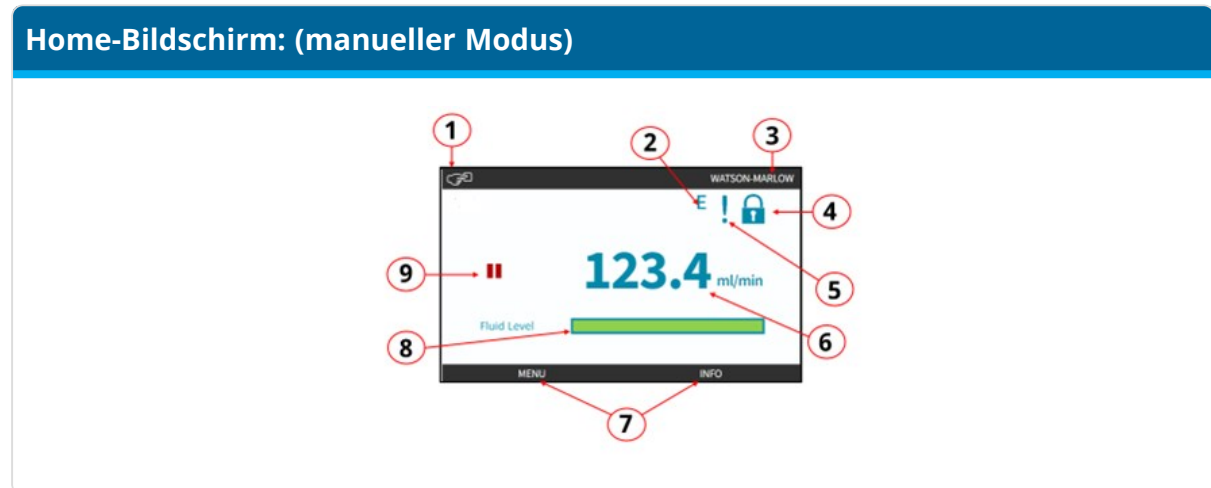 Home-Bildschirm: (manueller Modus)
1
2
3
WATSON-MARLOW
E ! 4
9
123.4 ml/min
5
Fluid Level
8
6
MENU INFO
7